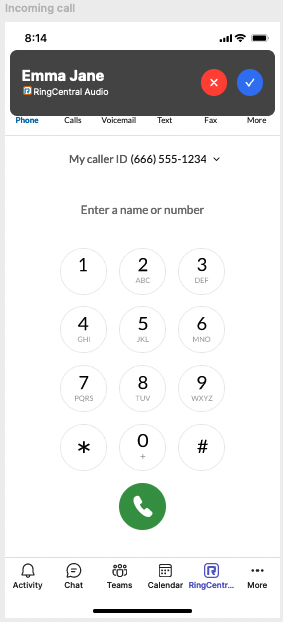 Incoming call
8:14
Emma Jane
RingCentral Audio
Phone Calls Voicemail Text Fax More
My caller ID (666) 555-1234
Enter a name or number
1 2 3
ABC DEF
4 5 6
GHI JKL MNO
7 8 9
PQRS TUV WXYZ
* 0 #
+
Activity Chat Teams Calendar RingCentr... More